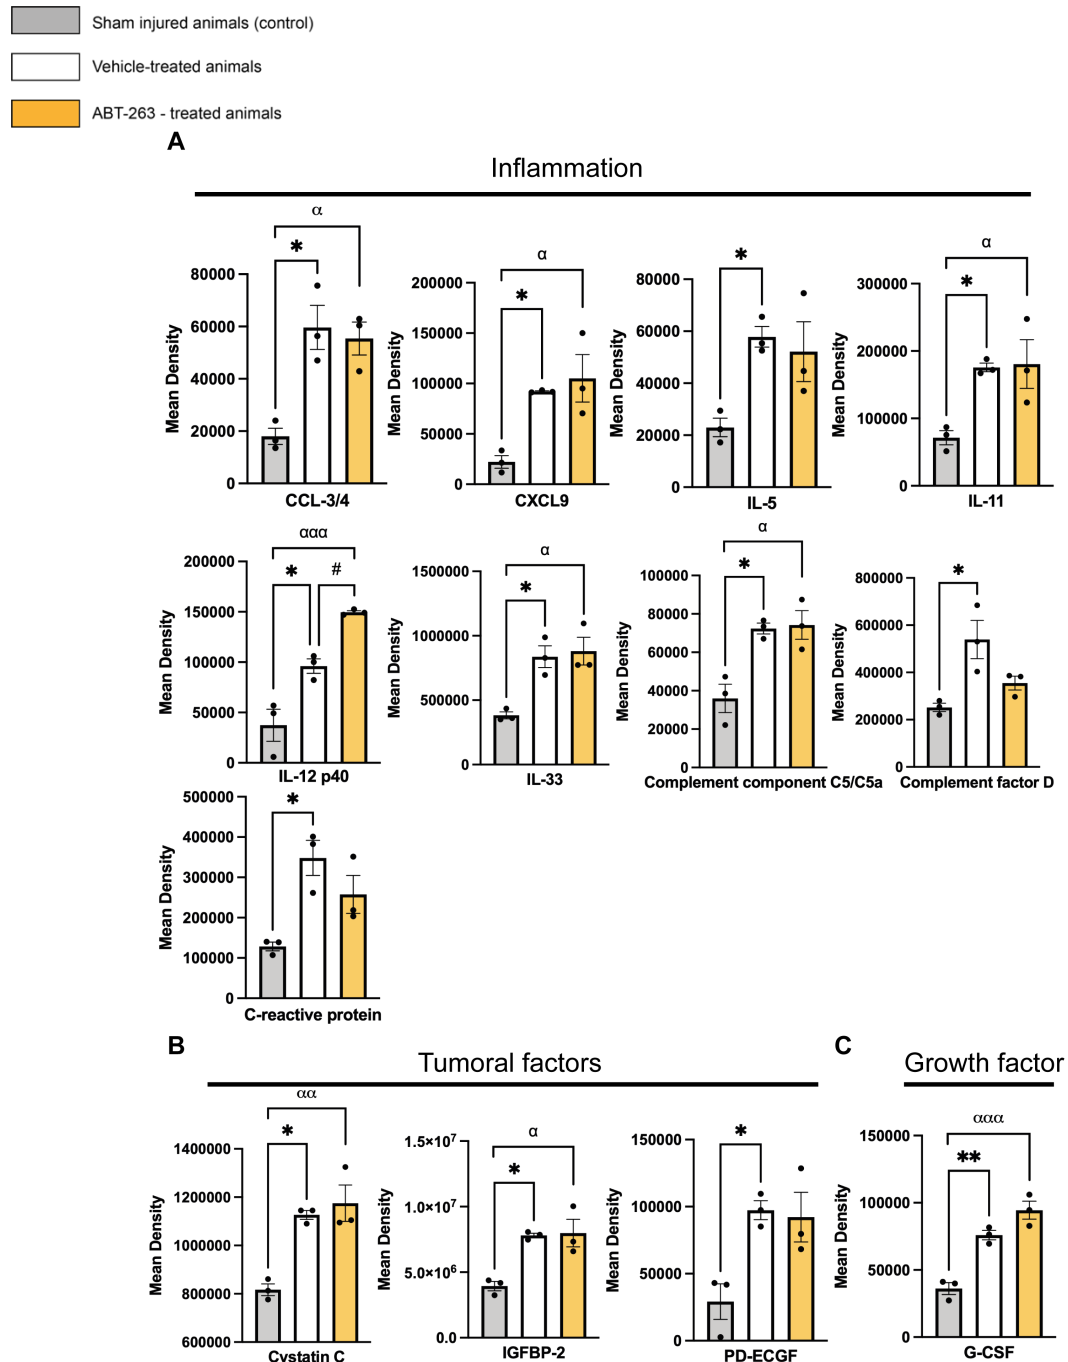 Sham injured animals (control)
Vehicle-treated animals
ABT-263 - treated animals
A
Inflammation
α
*
80000
60000
40000
20000
0
Mean Density
CCL-3/4
α
*
200000
150000
100000
50000
0
Mean Density
CXCL9
*
80000
60000
40000
20000
0
Mean Density
IL-5
α
*
300000
200000
100000
0
Mean Density
IL-11
ααα
*
#
200000
150000
100000
50000
0
Mean Density
IL-12 p40
α
*
1500000
1000000
500000
0
Mean Density
IL-33
α
*
100000
80000
60000
40000
20000
0
Mean Density
Complement component C5/C5a
*
800000
600000
400000
200000
0
Mean Density
Complement factor D
*
500000
400000
300000
200000
100000
0
Mean Density
C-reactive protein
B
Tumoral factors
αα
*
1400000
1200000
1000000
800000
600000
Mean Density
Cystatin C
α
*
1.5×10⁷
1.0×10⁷
5.0×10⁶
0.0
Mean Density
IGFBP-2
*
150000
100000
50000
0
Mean Density
PD-ECGF
C
Growth factor
ααα
**
150000
100000
50000
0
Mean Density
G-CSF